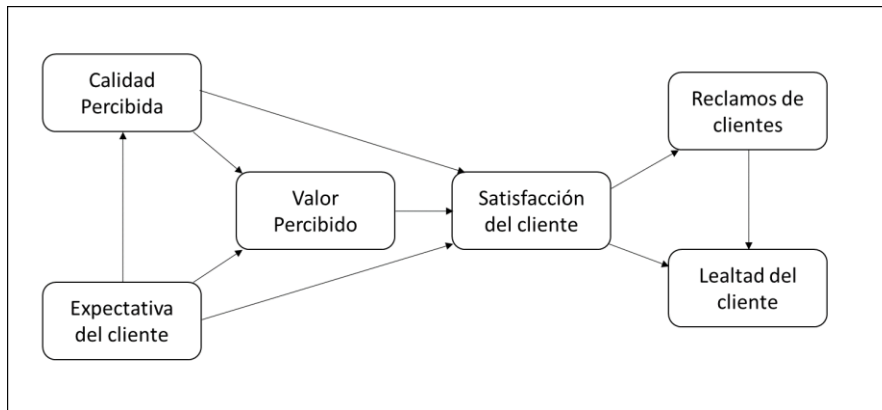 Calidad
Percibida
Reclamos de
clientes
Valor
Percibido
Satisfacción
del cliente
Expectativa
del cliente
Lealtad del
cliente